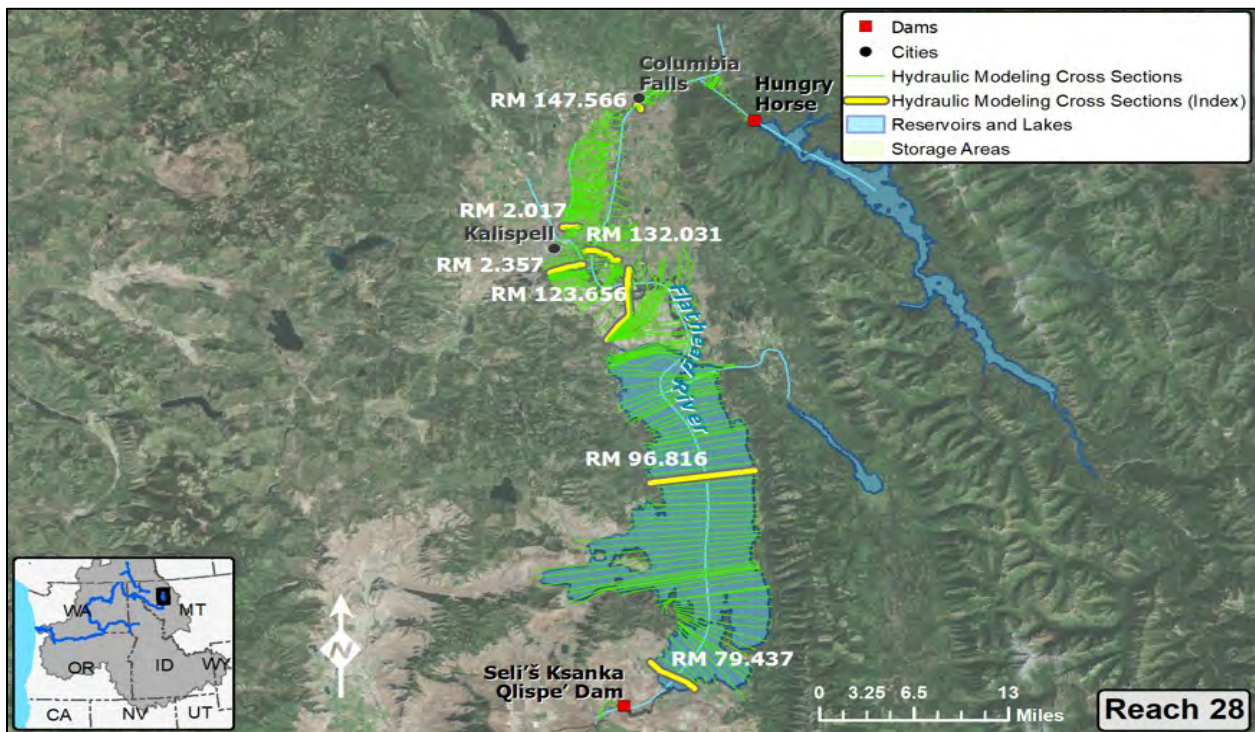 Dams
Cities
Hydraulic Modeling Cross Sections
Hydraulic Modeling Cross Sections (Index)
Reservoirs and Lakes
Storage Areas
Columbia
Falls
Hungry
Horse
RM 147.566
RM 2.017
Kalispell
RM 132.031
RM 2.357
RM 123.656
Flathead River
RM 96.816
RM 79.437
Seli’š Ksanka
Qlispe’ Dam
N
0 3.25 6.5 13
Miles
Reach 28
WA
MT
OR
ID
WY
CA
NV
UT